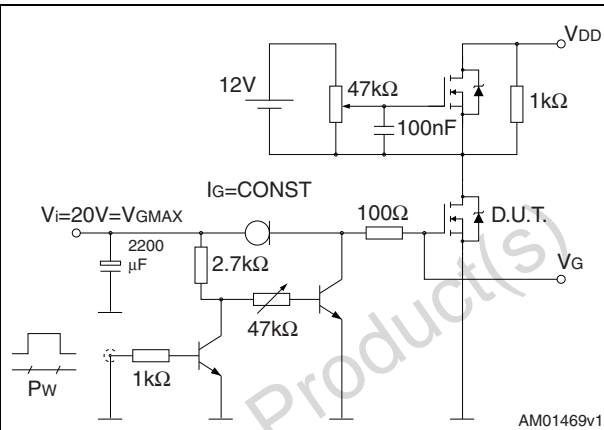 VDD
12V
47kΩ
1kΩ
100nF
IG=CONST
Vi=20V=VGMAX
100Ω
D.U.T.
2200
μF
2.7kΩ
VG
47kΩ
1kΩ
PW
Product(s)
AM01469v1